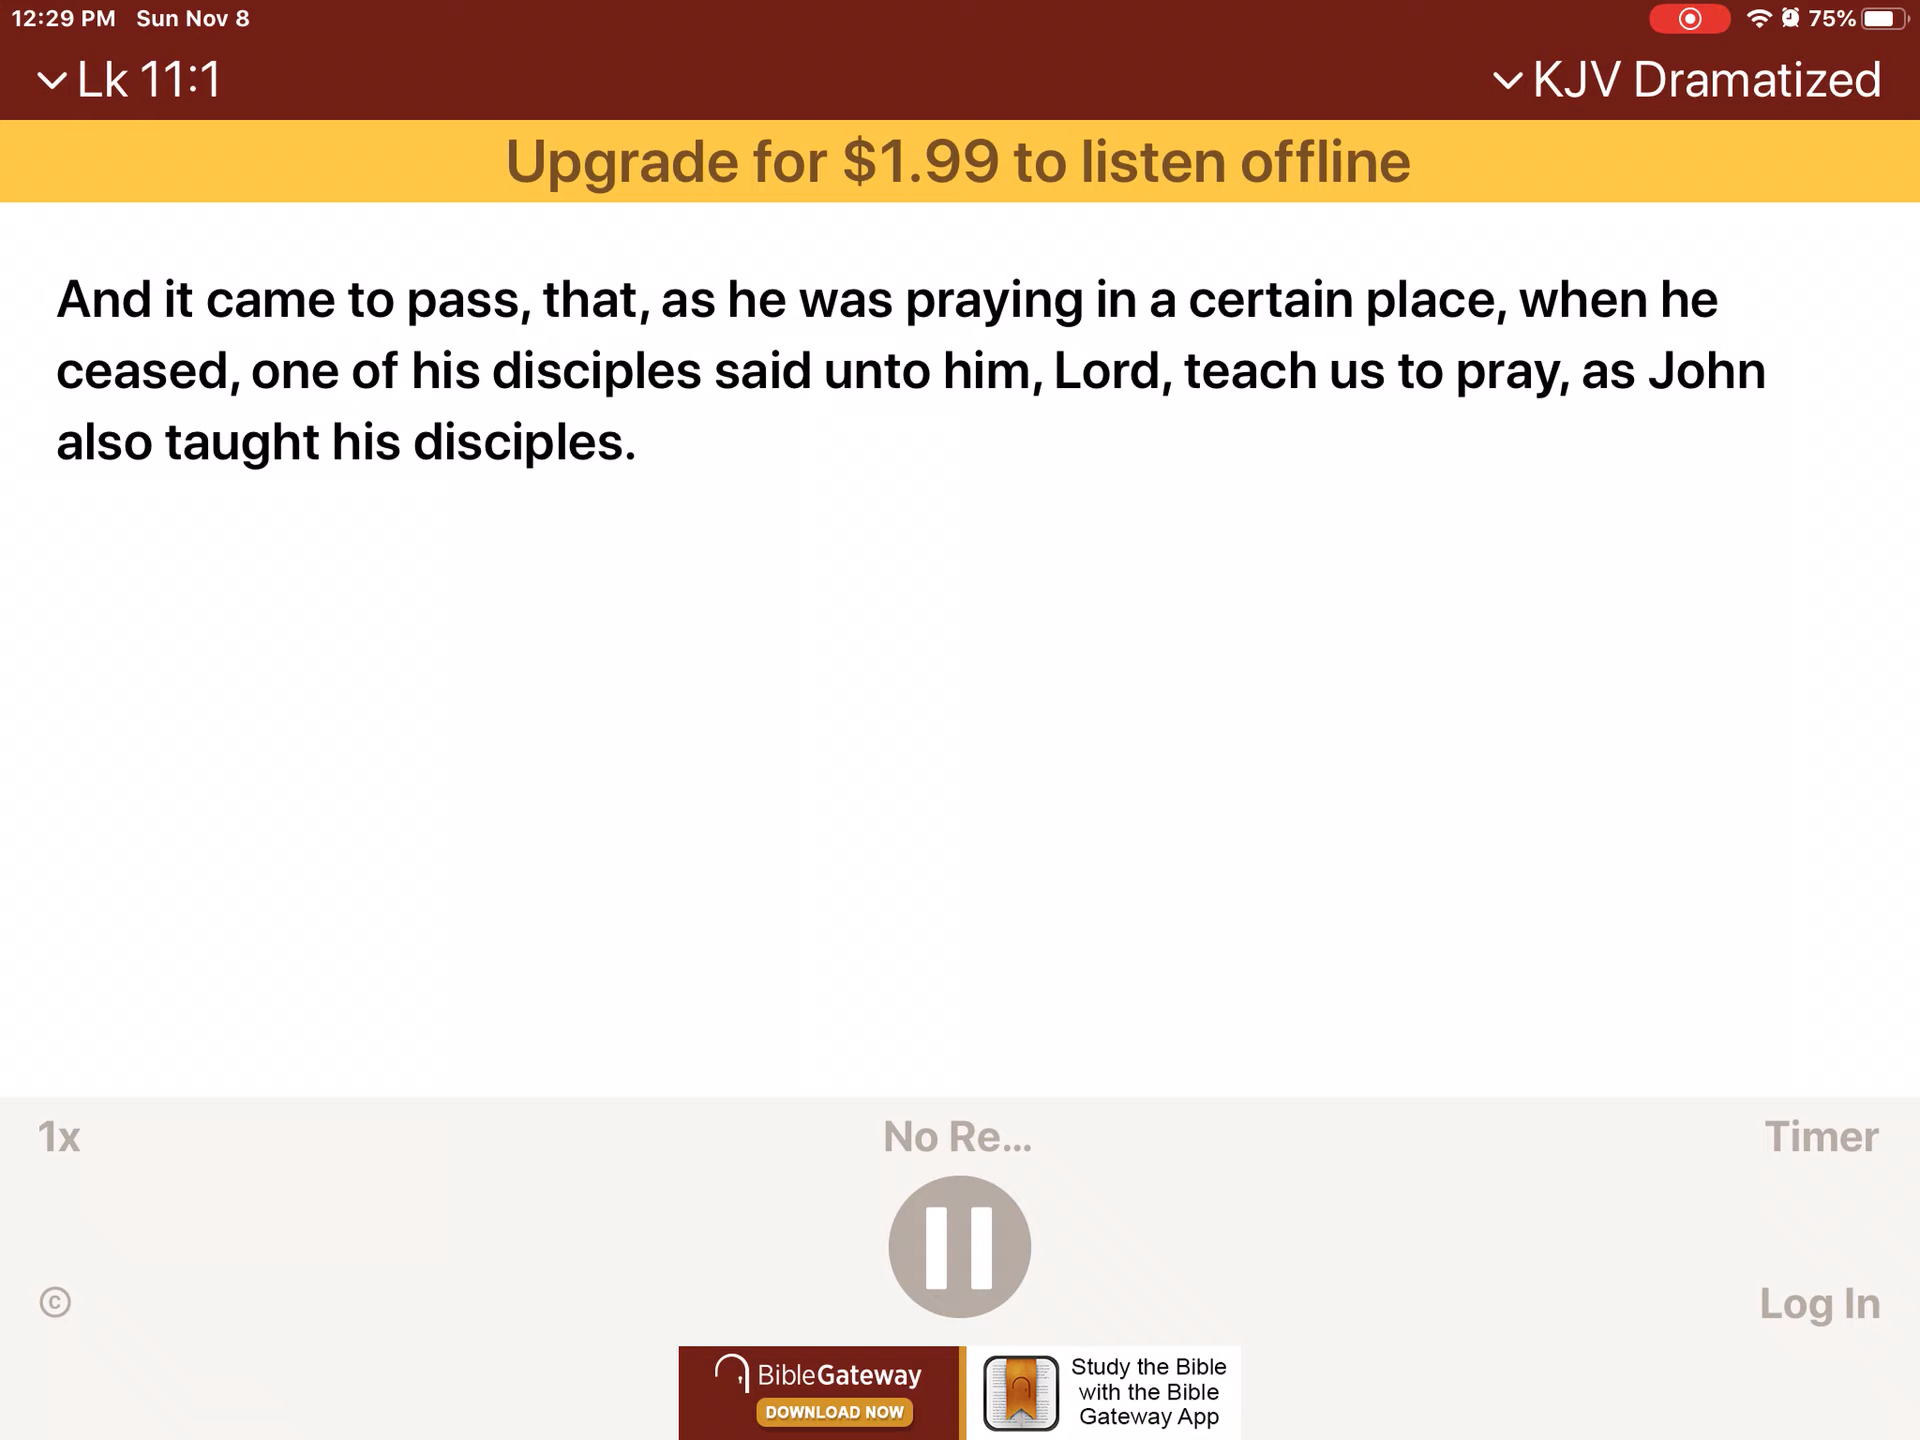 12:29 PM Sun Nov 8 75%
Lk 11:1 KJV Dramatized
Upgrade for $1.99 to listen offline
And it came to pass, that, as he was praying in a certain place, when he
ceased, one of his disciples said unto him, Lord, teach us to pray, as John
also taught his disciples.
1x No Re... Timer
© Log In
BibleGateway
DOWNLOAD NOW
Study the Bible
with the Bible
Gateway App